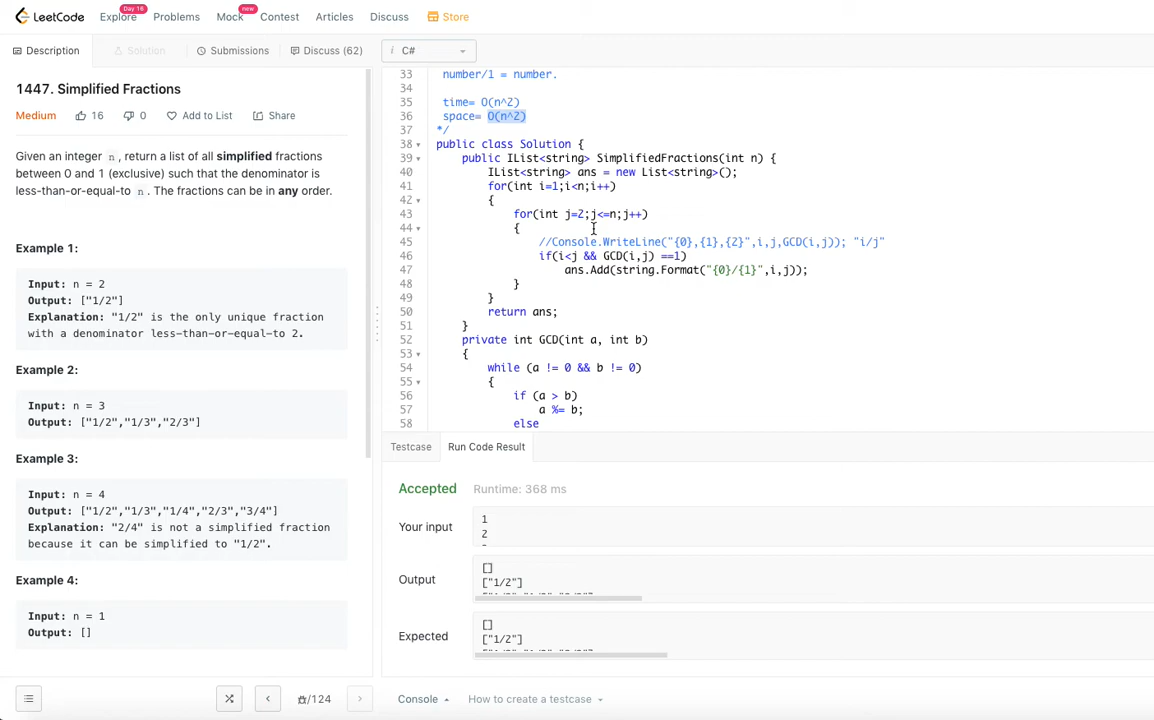 LeetCode Explore Day 16 Problems Mock new Contest Articles Discuss Store
Description Solution Submissions Discuss (62) i C#
1447. Simplified Fractions
Medium 16 0 Add to List Share
Given an integer n , return a list of all simplified fractions
between 0 and 1 (exclusive) such that the denominator is
less-than-or-equal-to n . The fractions can be in any order.
Example 1:
Input: n = 2
Output: ["1/2"]
Explanation: "1/2" is the only unique fraction
with a denominator less-than-or-equal-to 2.
Example 2:
Input: n = 3
Output: ["1/2","1/3","2/3"]
Example 3:
Input: n = 4
Output: ["1/2","1/3","1/4","2/3","3/4"]
Explanation: "2/4" is not a simplified fraction
because it can be simplified to "1/2".
Example 4:
Input: n = 1
Output: []
/124
33 number/1 = number.
34
35 time= O(n^2)
36 space= O(n^2)
37 */
38 public class Solution {
39 public IList<string> SimplifiedFractions(int n) {
40 IList<string> ans = new List<string>();
41 for(int i=1;i<n;i++)
42 {
43 for(int j=2;j<=n;j++)
44 {
45 //Console.WriteLine("{0},{1},{2}",i,j,GCD(i,j)); "i/j"
46 if(i<j && GCD(i,j) ==1)
47 ans.Add(string.Format("{0}/{1}",i,j));
48 }
49 }
50 return ans;
51 }
52 private int GCD(int a, int b)
53 {
54 while (a != 0 && b != 0)
55 {
56 if (a > b)
57 a %= b;
58 else
Testcase Run Code Result
Accepted Runtime: 368 ms
Your input
1
2
Output
[]
["1/2"]
Expected
[]
["1/2"]
Console How to create a testcase